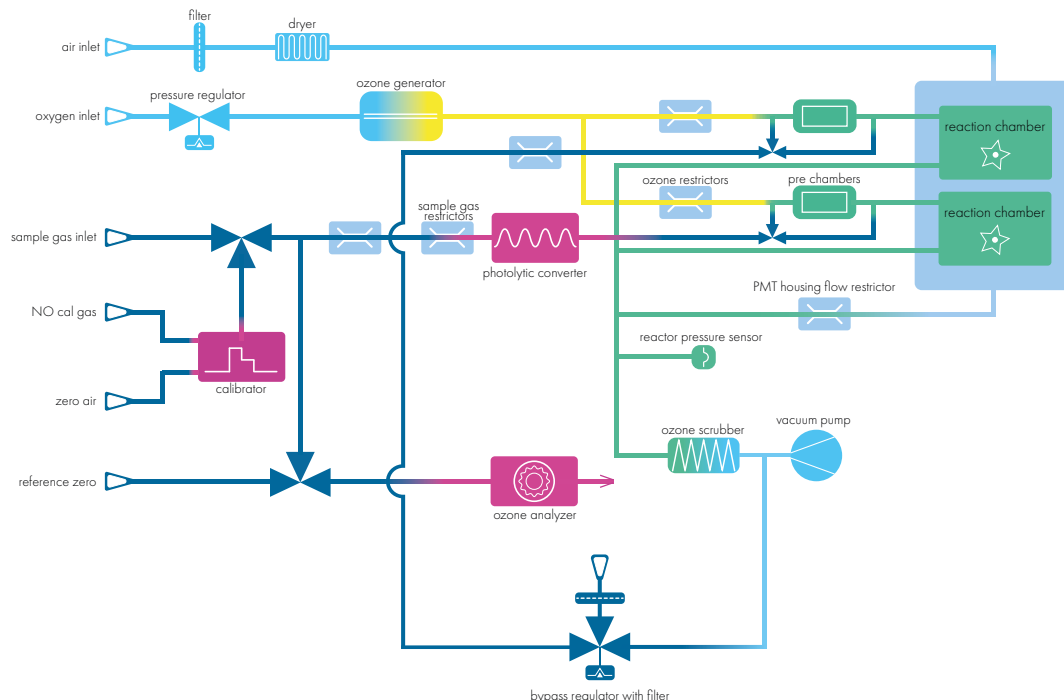 filter
dryer
air inlet
pressure regulator
ozone generator
oxygen inlet
reaction chamber
ozone restrictors
pre chambers
sample gas
restrictors
reaction chamber
sample gas inlet
photolytic converter
PMT housing flow restrictor
NO cal gas
reactor pressure sensor
calibrator
zero air
vacuum pump
ozone scrubber
reference zero
ozone analyzer
bypass regulator with filter